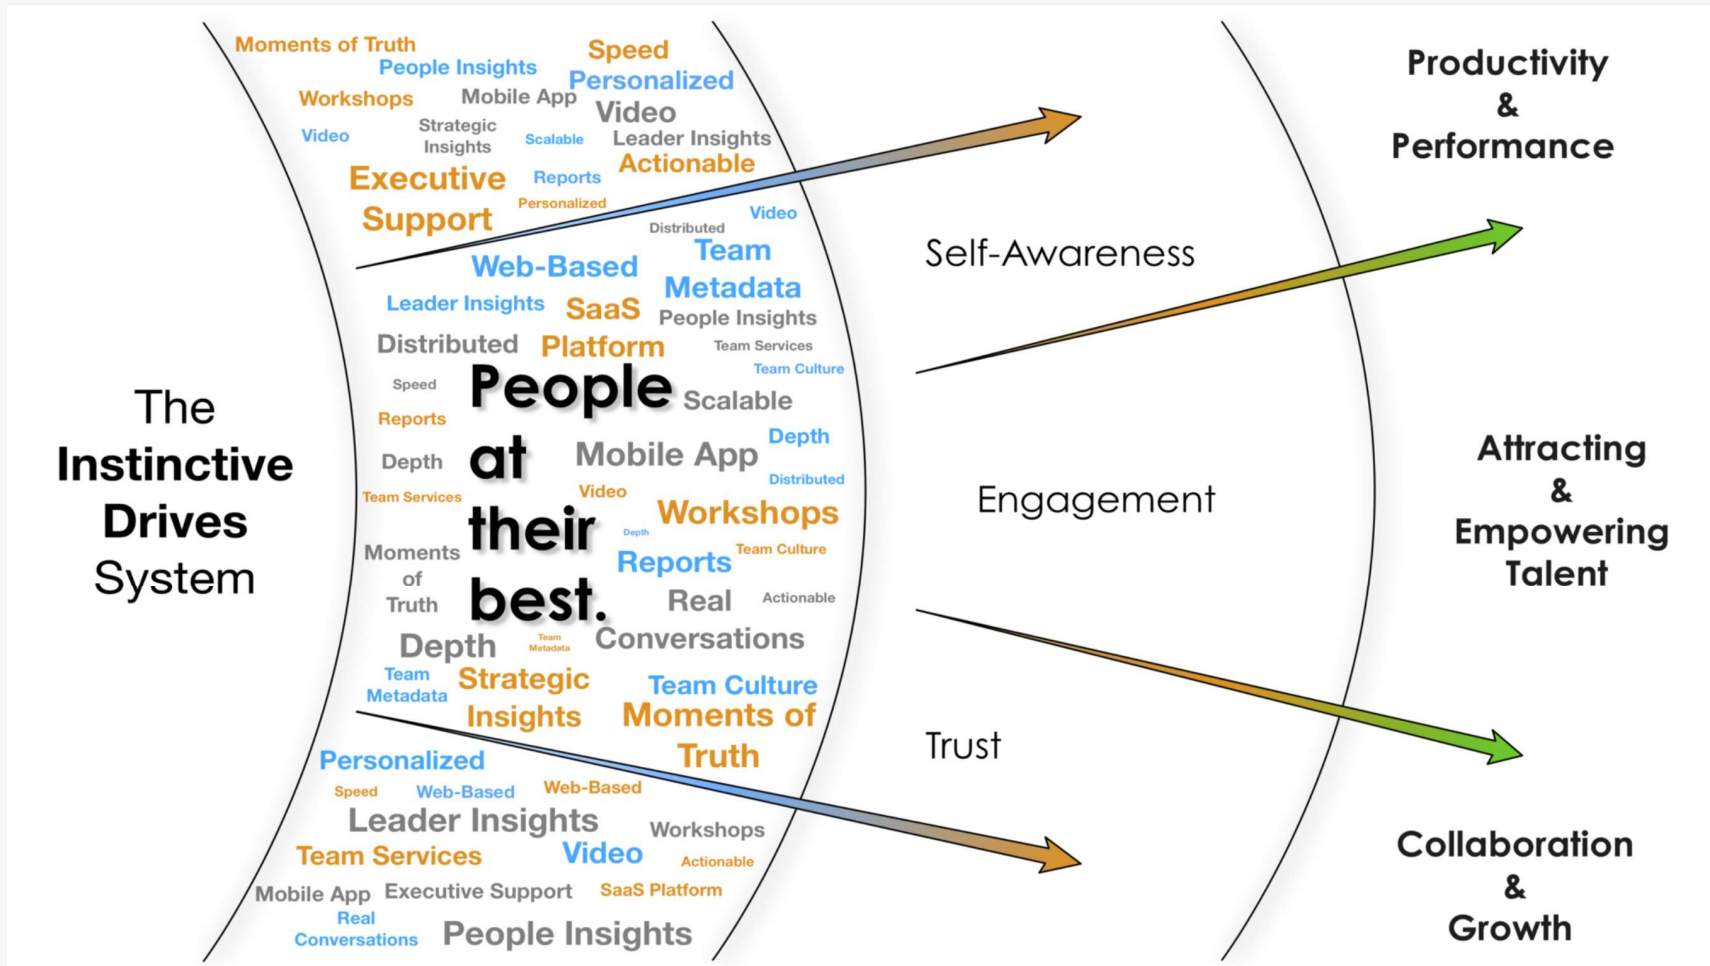 The
Instinctive
Drives
System
Moments of Truth
Speed
People Insights
Personalized
Workshops
Mobile App
Video
Video
Strategic
Insights
Scalable
Leader Insights
Actionable
Executive
Support
Reports
Personalized
Video
Distributed
Team
Metadata
Web-Based
Leader Insights
SaaS
Platform
People Insights
Distributed
Team Services
Team Culture
Speed
People
at
their
best.
Scalable
Reports
Depth
Mobile App
Depth
Distributed
Team Services
Video
Workshops
Depth
Team Culture
Moments
of
Truth
Reports
Real
Conversations
Actionable
Depth
Team
Metadata
Team
Metadata
Strategic
Insights
Team Culture
Moments of
Truth
Personalized
Speed
Web-Based
Web-Based
Leader Insights
Workshops
Team Services
Video
Actionable
Mobile App
Executive Support
SaaS Platform
Real
Conversations
People Insights
Self-Awareness
Engagement
Trust
Productivity
&
Performance
Attracting
&
Empowering
Talent
Collaboration
&
Growth